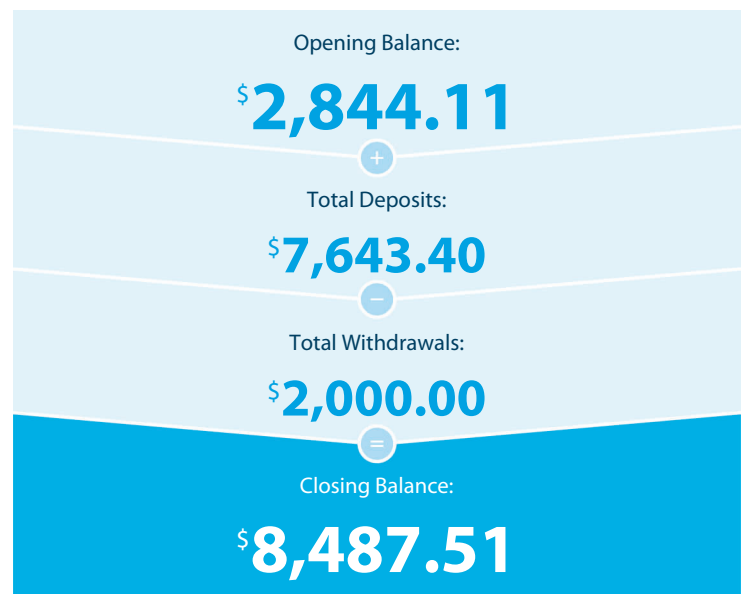 Opening Balance:
$2,844.11
+
Total Deposits:
$7,643.40
−
Total Withdrawals:
$2,000.00
=
Closing Balance:
$8,487.51